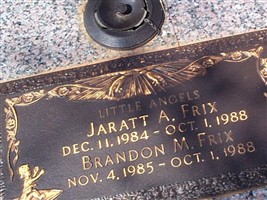 LITTLE ANGELS
JARATT A. FRIX
DEC. 11. 1984 - OCT. 1. 1988
BRANDON M. FRIX
NOV. 4. 1985 - OCT. 1. 1988